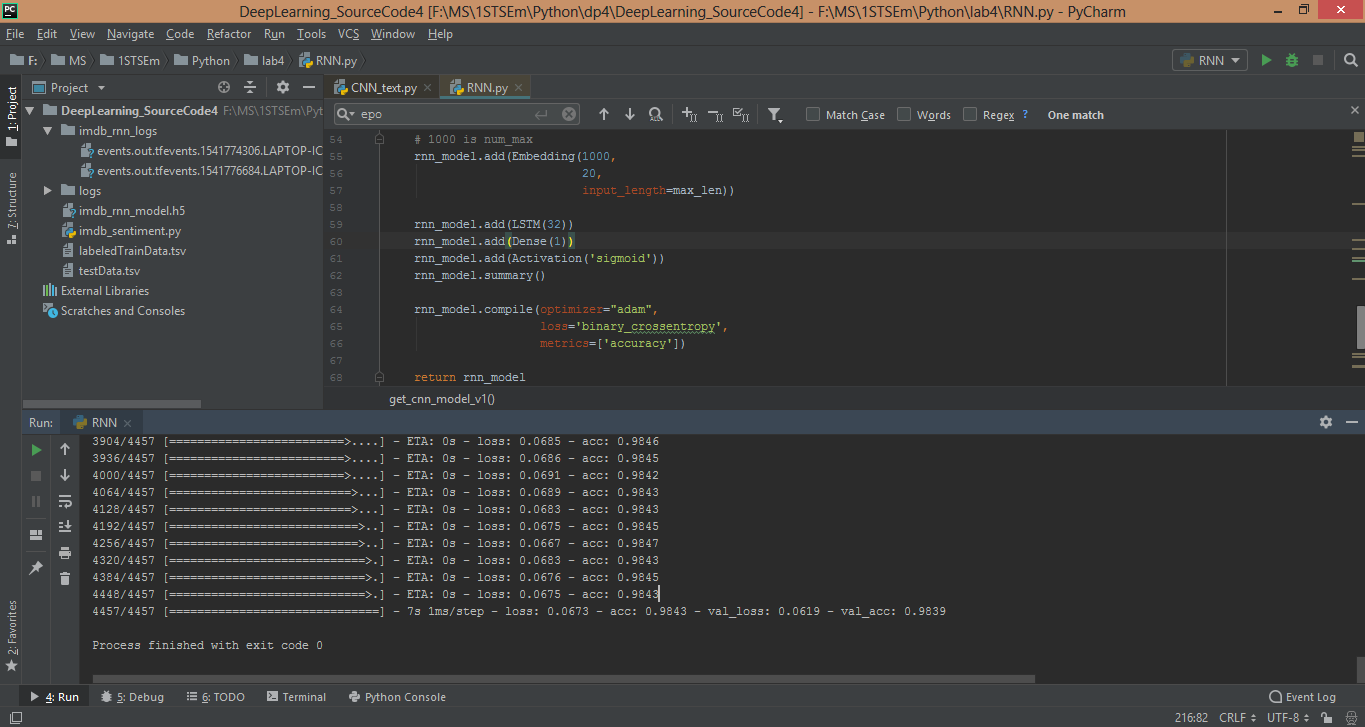 DeepLearning_SourceCode4 [F:\MS\1STSEm\Python\dp4\DeepLearning_SourceCode4] - F:\MS\1STSEm\Python\lab4\RNN.py - PyCharm
File Edit View Navigate Code Refactor Run Tools VCS Window Help
F: MS 1STSEm Python lab4 RNN.py RNN
Project CNN_text.py RNN.py
1: Project
7: Structure
2: Favorites
DeepLearning_SourceCode4 F:\MS\1STSEm\Pyt
imdb_rnn_logs
events.out.tfevents.1541774306.LAPTOP-IC
events.out.tfevents.1541776684.LAPTOP-IC
logs
imdb_rnn_model.h5
imdb_sentiment.py
labeledTrainData.tsv
testData.tsv
External Libraries
Scratches and Consoles
epo Match Case Words Regex ? One match
54 # 1000 is num_max
55 rnn_model.add(Embedding(1000,
56 20,
57 input_length=max_len))
58
59 rnn_model.add(LSTM(32))
60 rnn_model.add(Dense(1))
61 rnn_model.add(Activation('sigmoid'))
62 rnn_model.summary()
63
64 rnn_model.compile(optimizer="adam",
65 loss='binary_crossentropy',
66 metrics=['accuracy'])
67
68 return rnn_model
get_cnn_model_v1()
Run: RNN
3904/4457 [=========================>....] - ETA: 0s - loss: 0.0685 - acc: 0.9846
3936/4457 [=========================>....] - ETA: 0s - loss: 0.0686 - acc: 0.9845
4000/4457 [=========================>....] - ETA: 0s - loss: 0.0691 - acc: 0.9842
4064/4457 [==========================>...] - ETA: 0s - loss: 0.0689 - acc: 0.9843
4128/4457 [==========================>...] - ETA: 0s - loss: 0.0683 - acc: 0.9843
4192/4457 [===========================>..] - ETA: 0s - loss: 0.0675 - acc: 0.9845
4256/4457 [===========================>..] - ETA: 0s - loss: 0.0667 - acc: 0.9847
4320/4457 [============================>.] - ETA: 0s - loss: 0.0683 - acc: 0.9843
4384/4457 [============================>.] - ETA: 0s - loss: 0.0676 - acc: 0.9845
4448/4457 [============================>.] - ETA: 0s - loss: 0.0675 - acc: 0.9843
4457/4457 [==============================] - 7s 1ms/step - loss: 0.0673 - acc: 0.9843 - val_loss: 0.0619 - val_acc: 0.9839
Process finished with exit code 0
4: Run 5: Debug 6: TODO Terminal Python Console Event Log
216:82 CRLF UTF-8